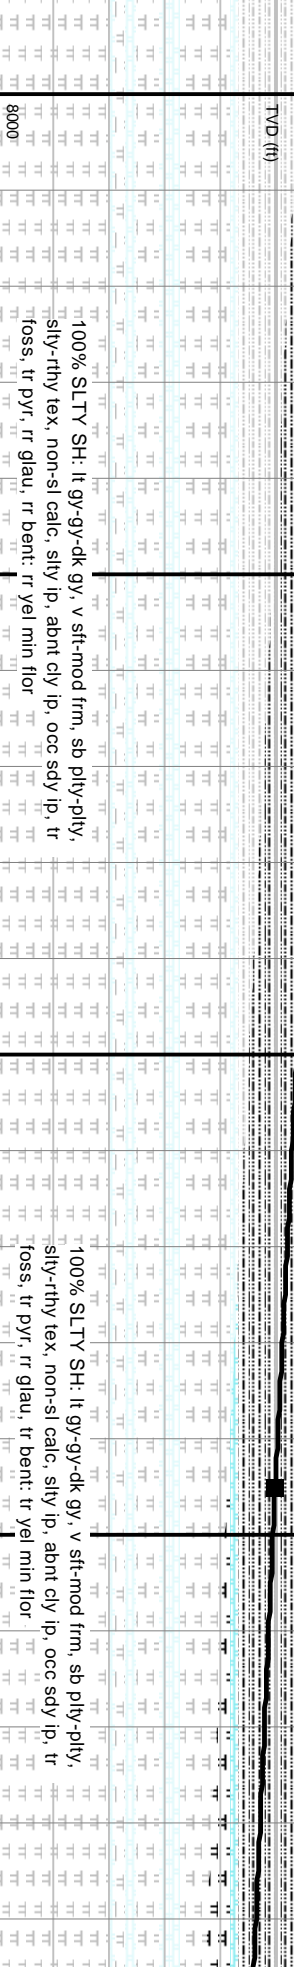 TVD (ft)
8000
100% SLTY SH: lt gy-gy-dk gy, v sft-mod frm, sb plty-plty,
slty-rthy tex, non-sl calc, slty ip, abnt cly ip, occ sdy ip, tr
foss, tr pyr, rr glau, rr bent: rr yel min flor
100% SLTY SH: lt gy-gy-dk gy, v sft-mod frm, sb plty-plty,
slty-rthy tex, non-sl calc, slty ip, abnt cly ip, occ sdy ip, tr
foss, tr pyr, rr glau, tr bent: tr yel min flor